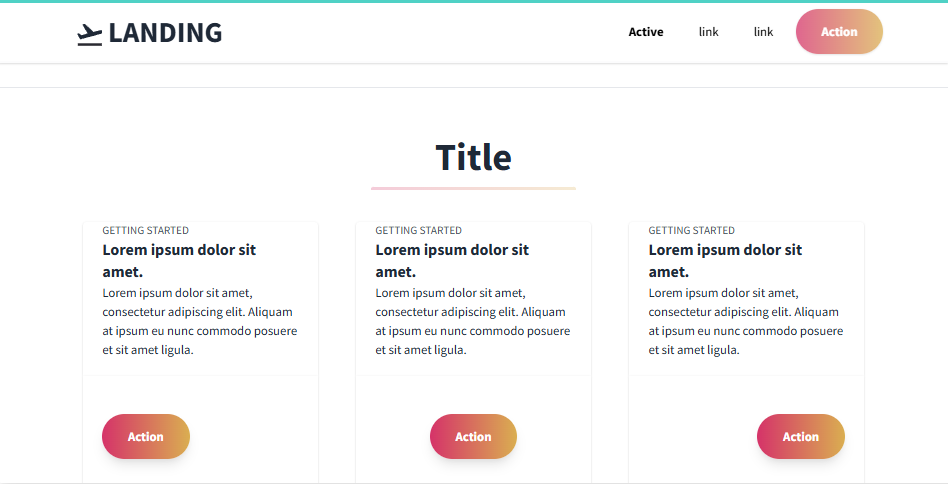 LANDING
Active link link Action
Title
GETTING STARTED
Lorem ipsum dolor sit
amet.
Lorem ipsum dolor sit amet,
consectetur adipiscing elit. Aliquam
at ipsum eu nunc commodo posuere
et sit amet ligula.
Action
GETTING STARTED
Lorem ipsum dolor sit
amet.
Lorem ipsum dolor sit amet,
consectetur adipiscing elit. Aliquam
at ipsum eu nunc commodo posuere
et sit amet ligula.
Action
GETTING STARTED
Lorem ipsum dolor sit
amet.
Lorem ipsum dolor sit amet,
consectetur adipiscing elit. Aliquam
at ipsum eu nunc commodo posuere
et sit amet ligula.
Action